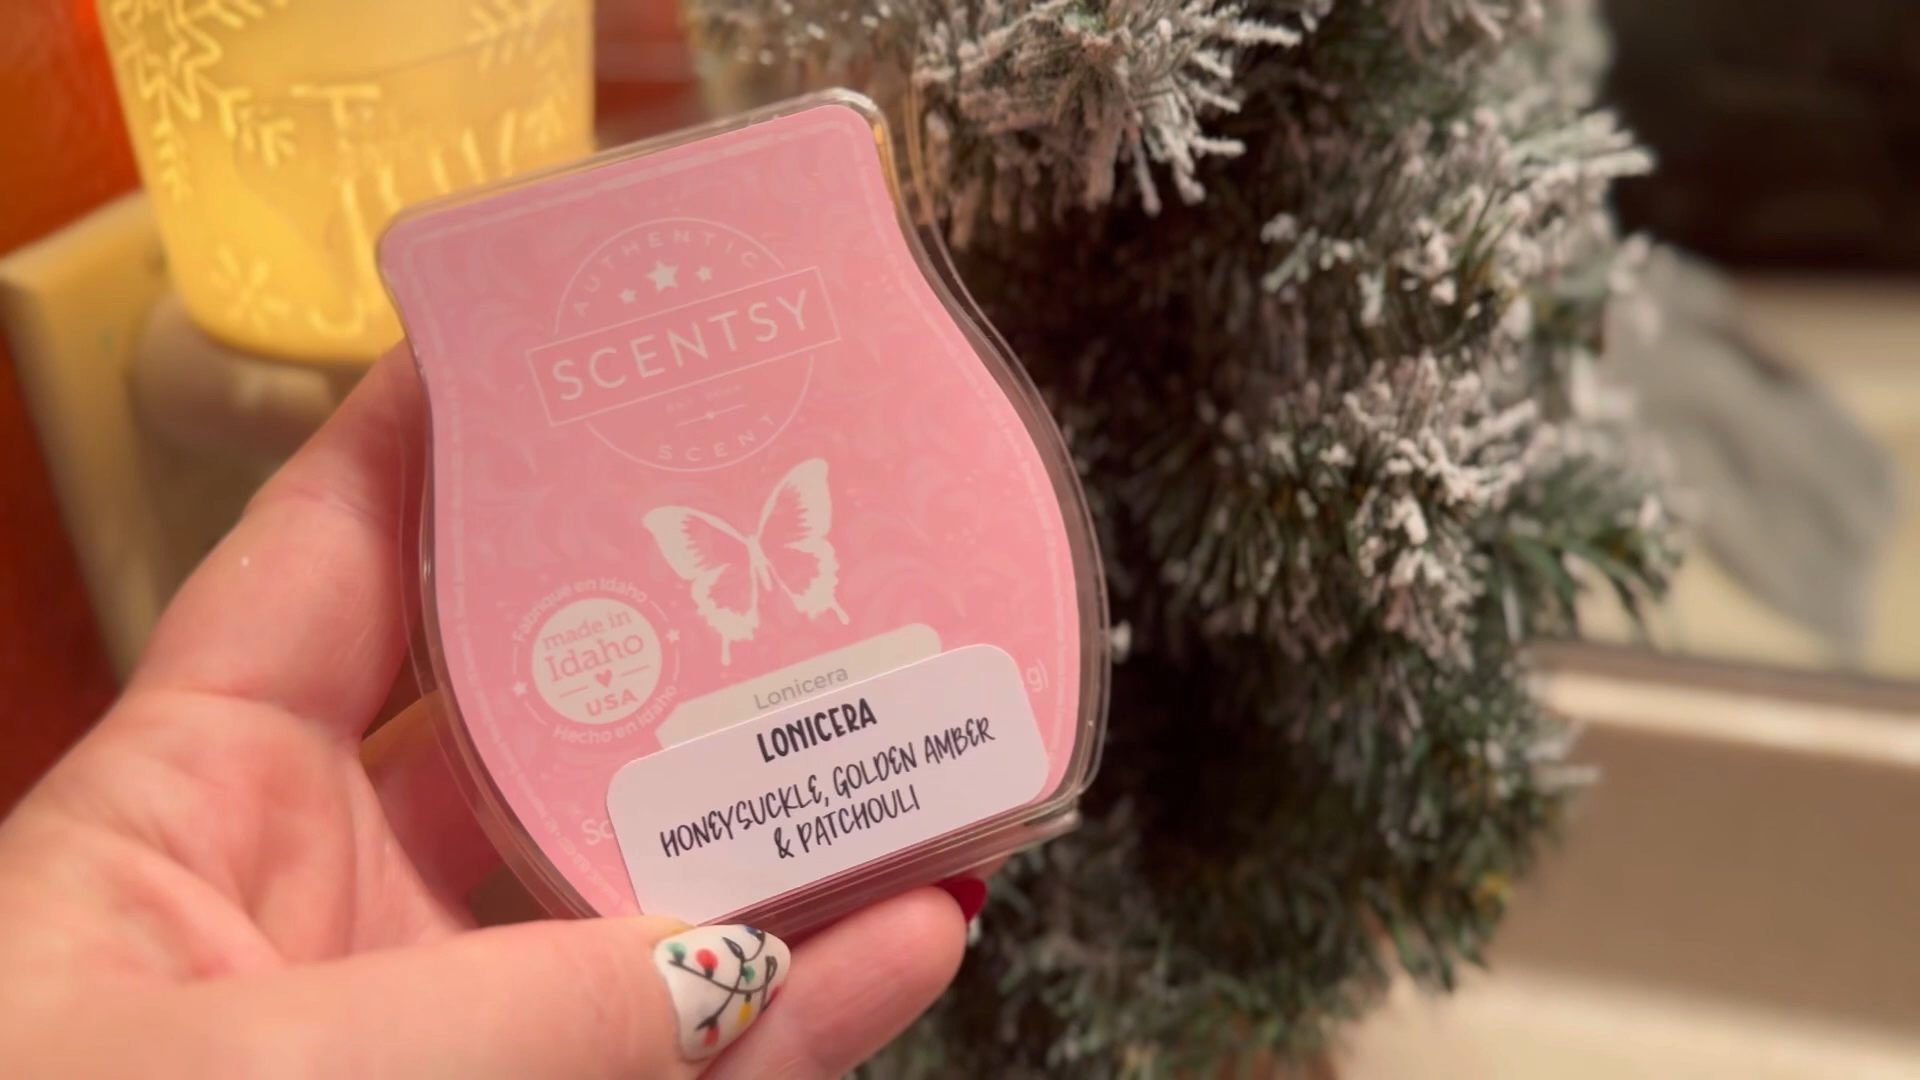 AUTHENTIC
SCENTSY
SCENT
Fabriqué en Idaho
made in
Idaho
USA
Hecho en Idaho
Lonicera
LONICERA
HONEYSUCKLE, GOLDEN AMBER
& PATCHOULI
g)
Sc